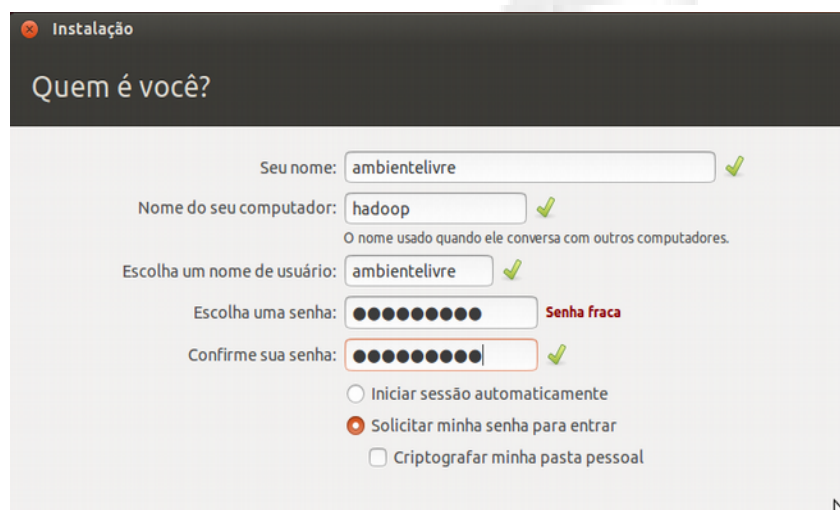 Instalação
Quem é você?
Seu nome: ambientelivre
Nome do seu computador: hadoop
O nome usado quando ele conversa com outros computadores.
Escolha um nome de usuário: ambientelivre
Escolha uma senha: ●●●●●●●●● Senha fraca
Confirme sua senha: ●●●●●●●●●
Iniciar sessão automaticamente
Solicitar minha senha para entrar
Criptografar minha pasta pessoal